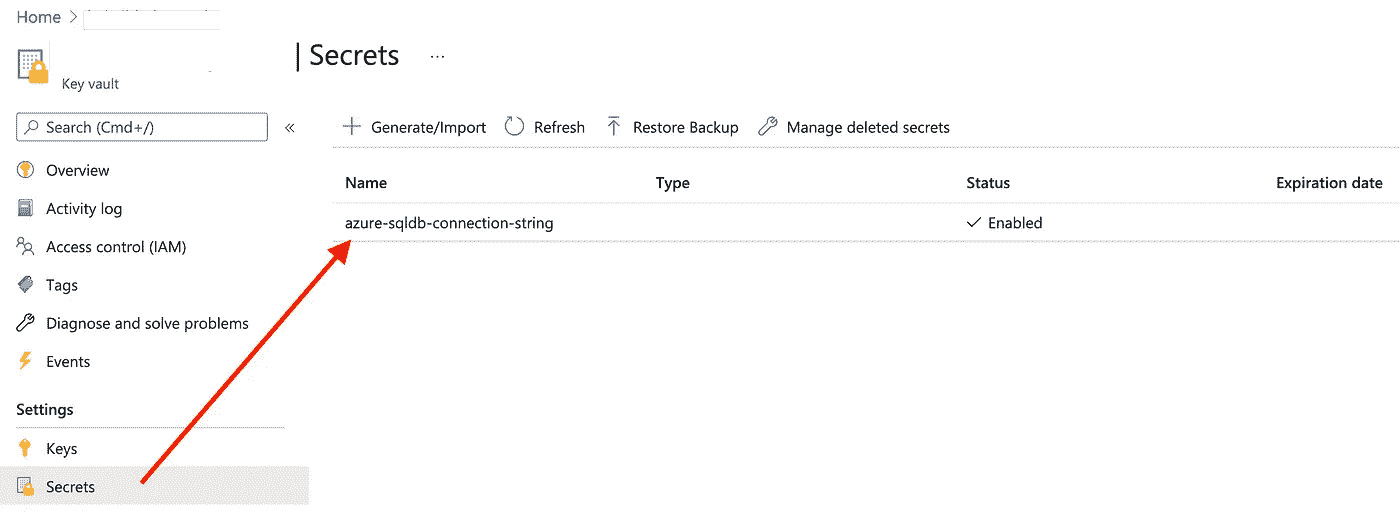 Home >
| Secrets ...
Key vault
Search (Cmd+/)
«
Generate/Import Refresh Restore Backup Manage deleted secrets
Overview
Activity log
Access control (IAM)
Tags
Diagnose and solve problems
Events
Settings
Keys
Secrets
Name Type Status Expiration date
azure-sqldb-connection-string Enabled